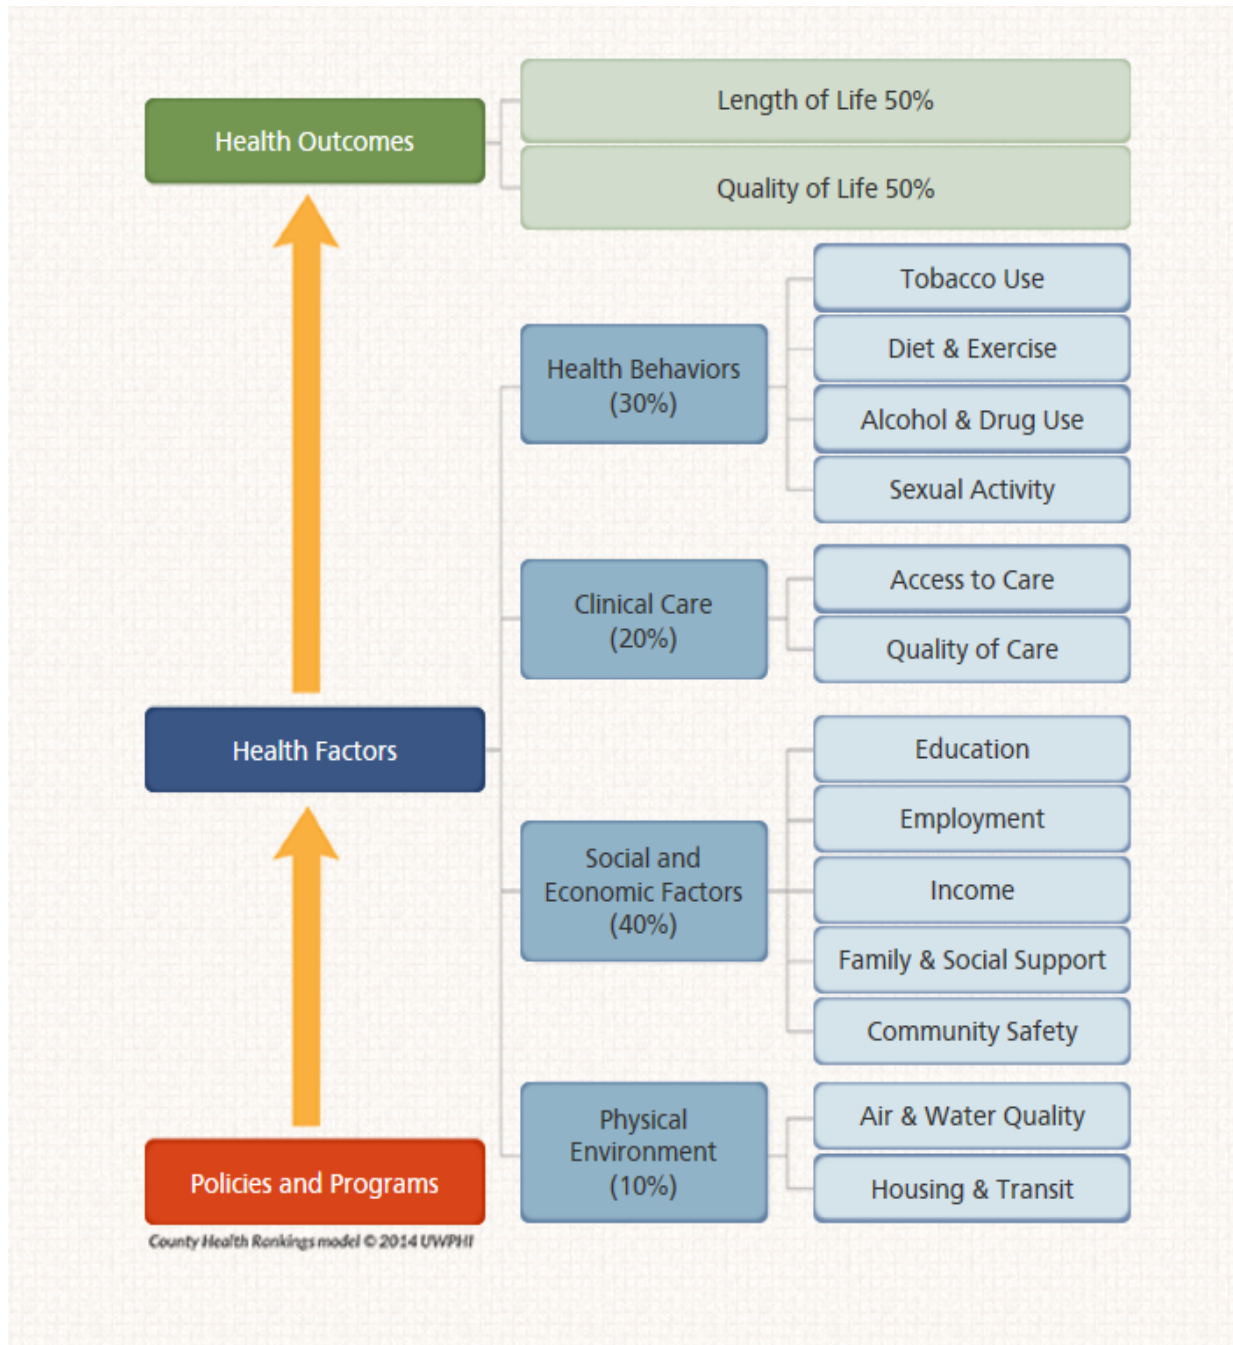 Health Outcomes
Length of Life 50%
Quality of Life 50%
Health Factors
Health Behaviors
(30%)
Tobacco Use
Diet & Exercise
Alcohol & Drug Use
Sexual Activity
Clinical Care
(20%)
Access to Care
Quality of Care
Social and
Economic Factors
(40%)
Education
Employment
Income
Family & Social Support
Community Safety
Physical
Environment
(10%)
Air & Water Quality
Housing & Transit
Policies and Programs
County Health Rankings model © 2014 UWPHI